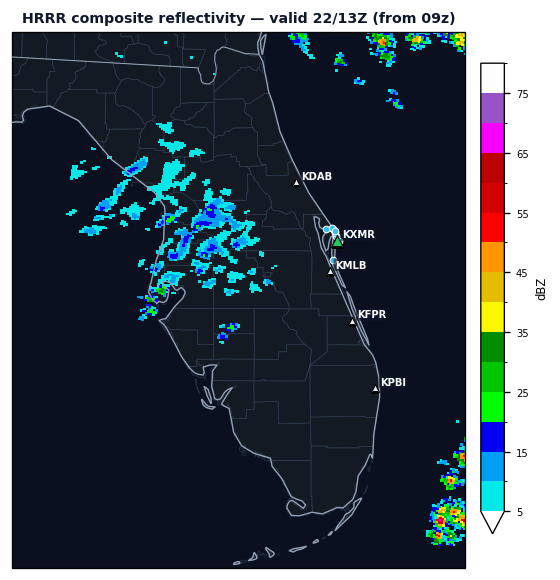 HRRR composite reflectivity — valid 22/13Z (from 09z)
KDAB
KXMR
KMLB
KFPR
KPBI
75
65
55
45
35
25
15
5
dBZ